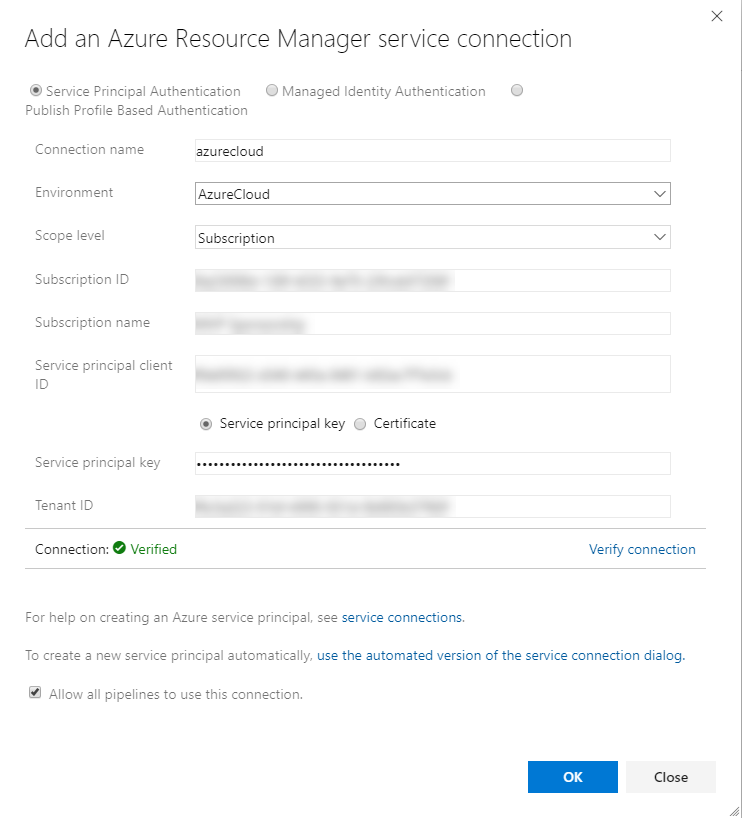 Add an Azure Resource Manager service connection
Service Principal Authentication Managed Identity Authentication
Publish Profile Based Authentication
Connection name azurecloud
Environment AzureCloud
Scope level Subscription
Subscription ID
Subscription name
Service principal client
ID
Service principal key Certificate
Service principal key ••••••••••••••••••••••••••••••••••••
Tenant ID
Connection: Verified Verify connection
For help on creating an Azure service principal, see service connections.
To create a new service principal automatically, use the automated version of the service connection dialog.
Allow all pipelines to use this connection.
OK Close